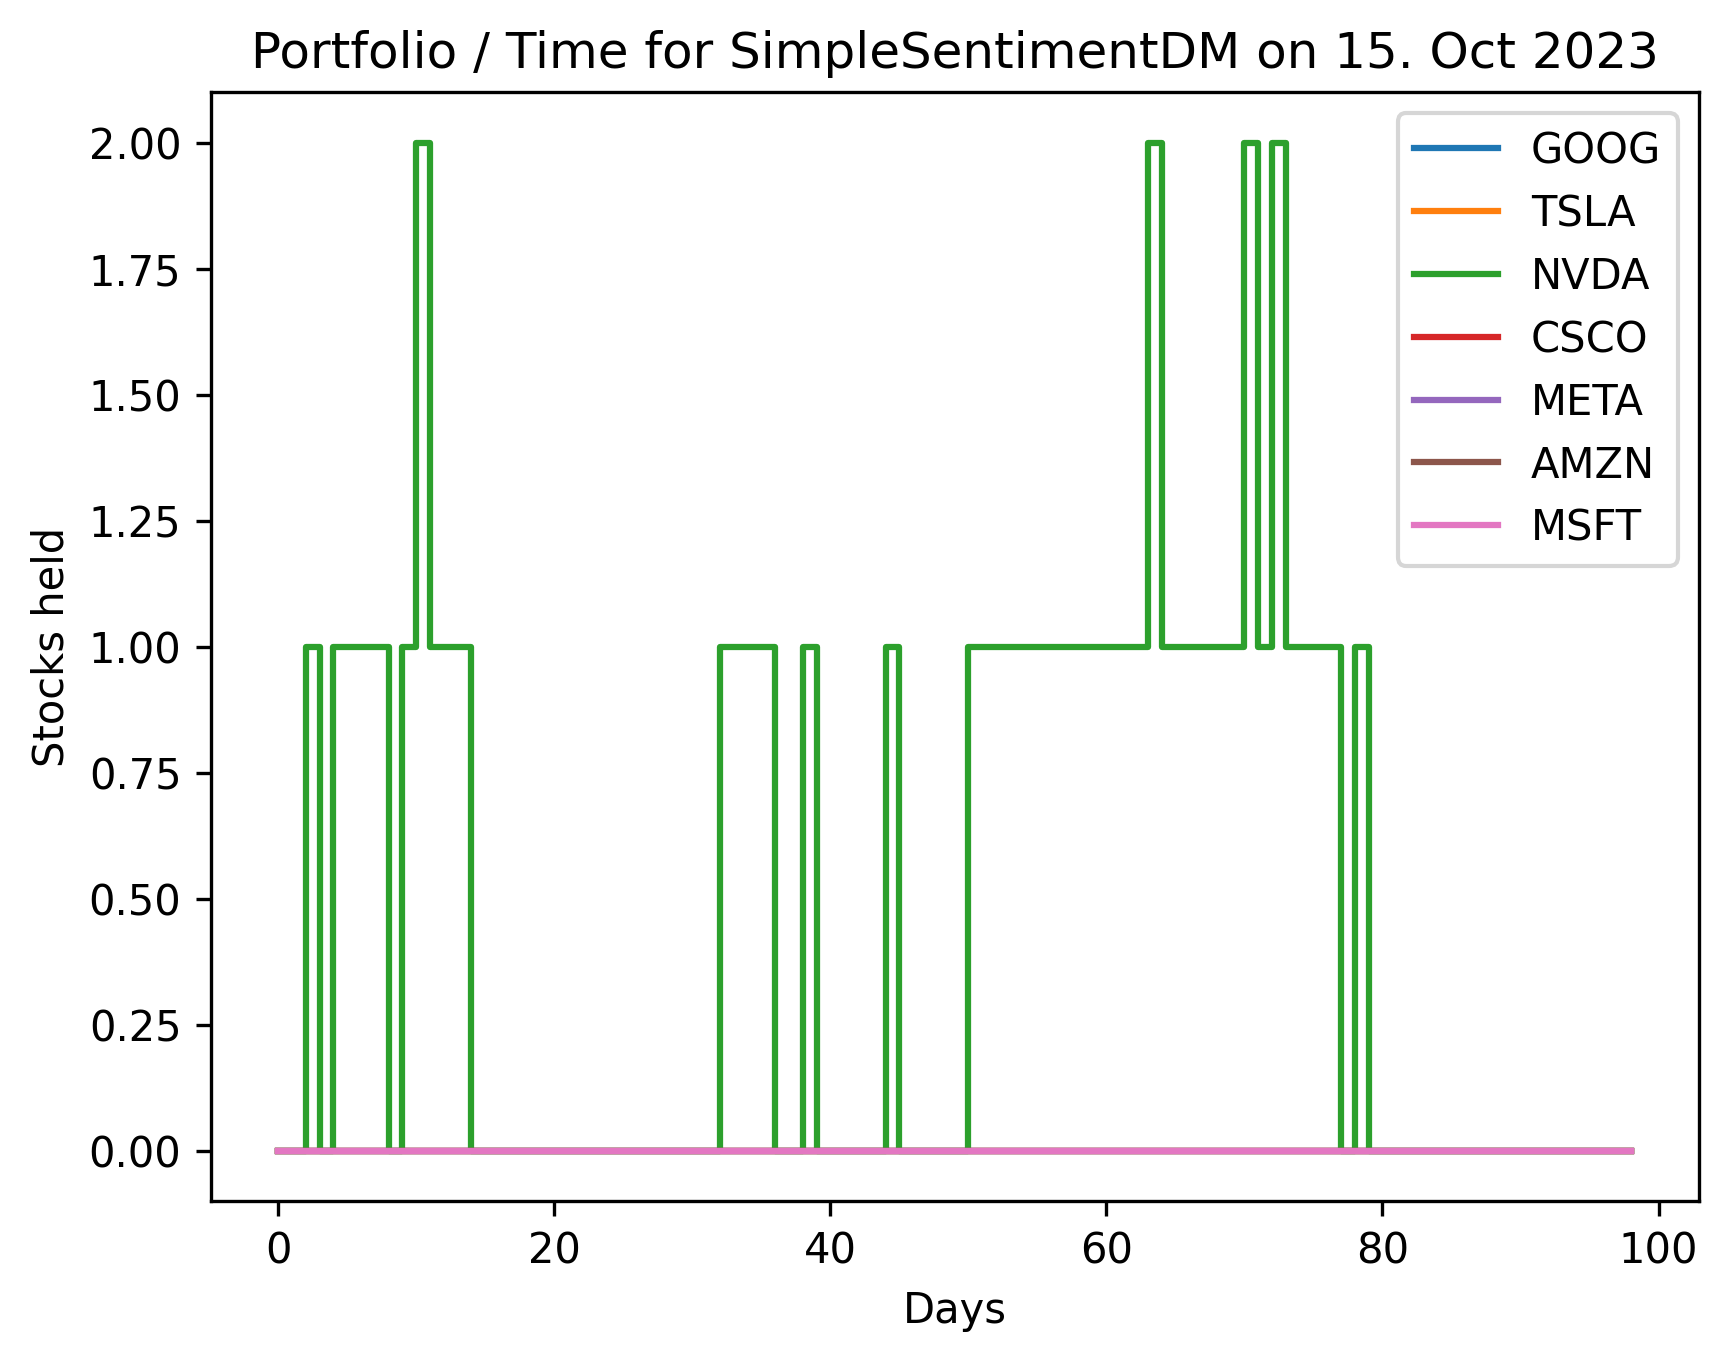 Portfolio / Time for SimpleSentimentDM on 15. Oct 2023
2.00
1.75
1.50
1.25
1.00
0.75
0.50
0.25
0.00
Stocks held
GOOG
TSLA
NVDA
CSCO
META
AMZN
MSFT
0 20 40 60 80 100
Days